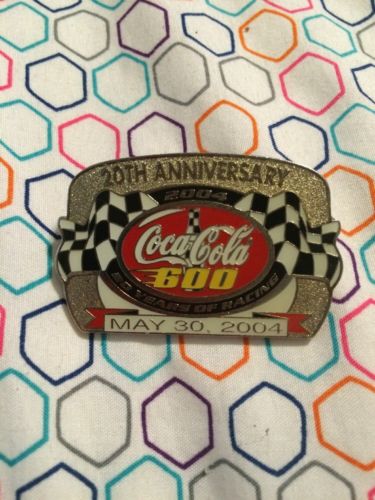 20TH ANNIVERSARY
2004
Coca-Cola
600
YEARS OF RACING
MAY 30, 2004